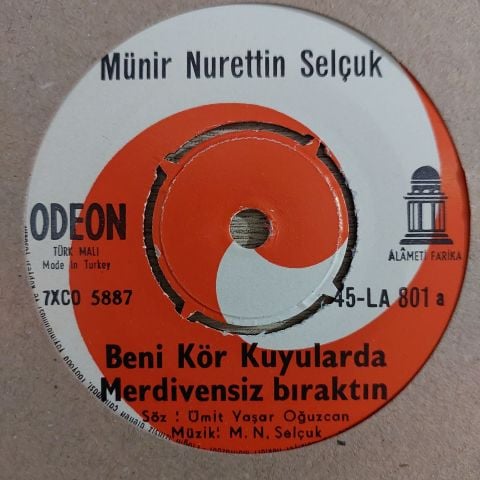 Münir Nurettin Selçuk
ODEON
TÜRK MALI
Made In Turkey
ALÂMETİ FARİKA
7XCO 5887
45-LA 801 a
Beni Kör Kuyularda
Merdivensiz bıraktın
Söz : Ümit Yaşar Oğuzcan
Müzik: M. N. Selçuk